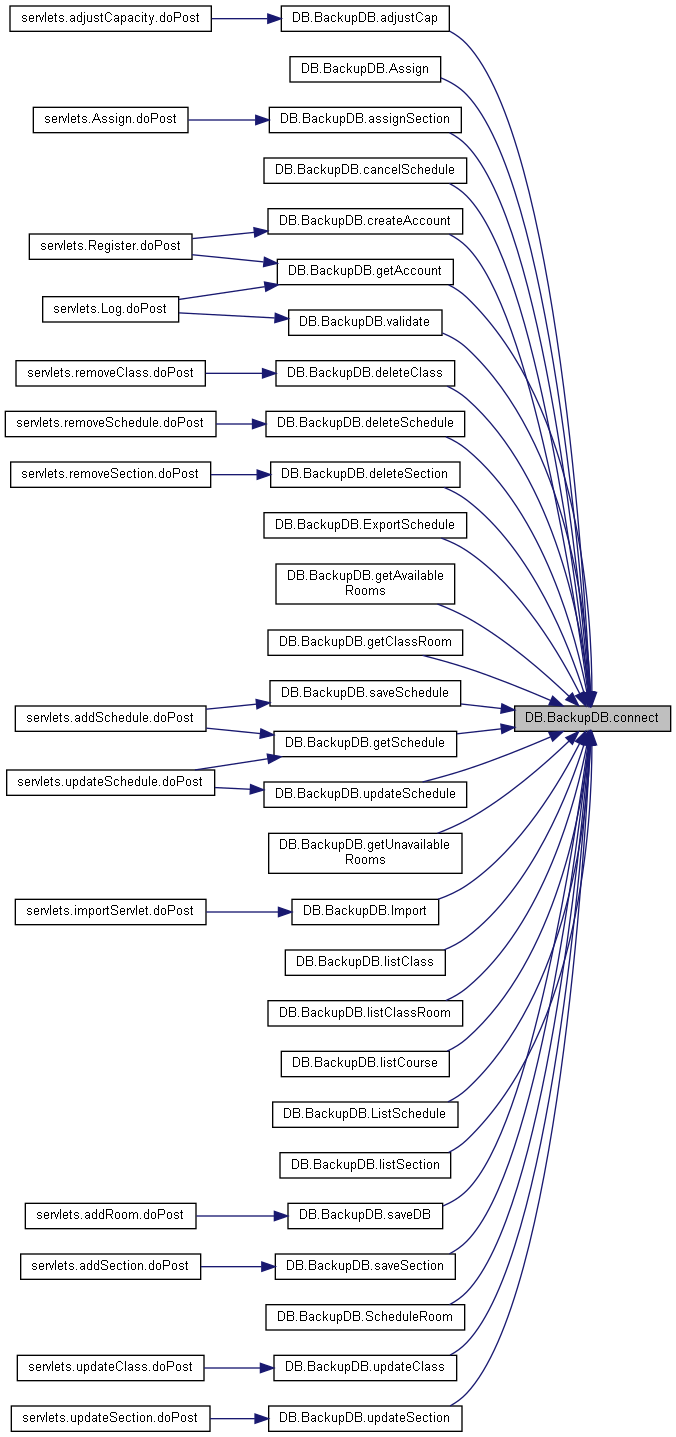 servlets.adjustCapacity.doPost
DB.BackupDB.adjustCap
DB.BackupDB.Assign
servlets.Assign.doPost
DB.BackupDB.assignSection
DB.BackupDB.cancelSchedule
DB.BackupDB.createAccount
servlets.Register.doPost
DB.BackupDB.getAccount
servlets.Log.doPost
DB.BackupDB.validate
servlets.removeClass.doPost
DB.BackupDB.deleteClass
servlets.removeSchedule.doPost
DB.BackupDB.deleteSchedule
servlets.removeSection.doPost
DB.BackupDB.deleteSection
DB.BackupDB.ExportSchedule
DB.BackupDB.getAvailable
Rooms
DB.BackupDB.getClassRoom
DB.BackupDB.saveSchedule
servlets.addSchedule.doPost
DB.BackupDB.connect
DB.BackupDB.getSchedule
servlets.updateSchedule.doPost
DB.BackupDB.updateSchedule
DB.BackupDB.getUnavailable
Rooms
servlets.importServlet.doPost
DB.BackupDB.Import
DB.BackupDB.listClass
DB.BackupDB.listClassRoom
DB.BackupDB.listCourse
DB.BackupDB.ListSchedule
DB.BackupDB.listSection
servlets.addRoom.doPost
DB.BackupDB.saveDB
servlets.addSection.doPost
DB.BackupDB.saveSection
DB.BackupDB.ScheduleRoom
servlets.updateClass.doPost
DB.BackupDB.updateClass
servlets.updateSection.doPost
DB.BackupDB.updateSection